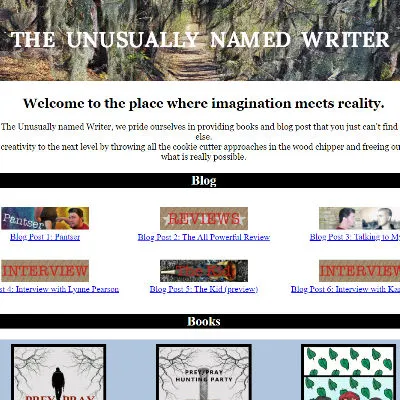 THE UNUSUALLY NAMED WRITER
Welcome to the place where imagination meets reality.
The Unusually named Writer, we pride ourselves in providing books and blog post that you just can't find
else.
creativity to the next level by throwing all the cookie cutter approaches in the wood chipper and freeing ou
what is really possible.
Blog
Pantser
REVIEWS
Blog Post 1: Pantser
Blog Post 2: The All Powerful Review
Blog Post 3: Talking to My
INTERVIEW
INTERVIEW
st 4: Interview with Lynne Pearson
Blog Post 5: The Kid (preview)
Blog Post 6: Interview with Kar
Books
PREY/PRAY
PREY/PRAY
HUNTING PARTY